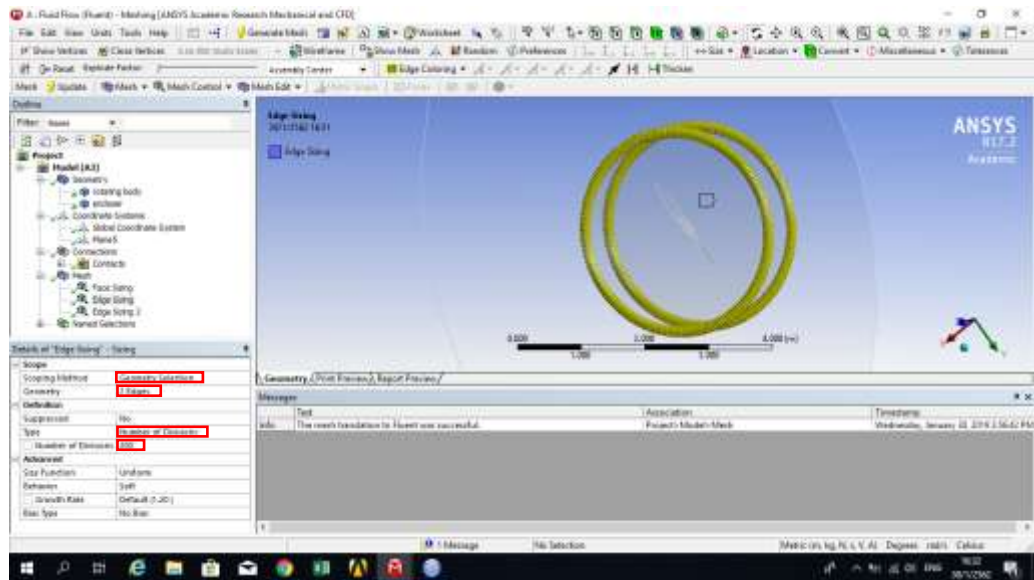 A : Fluid Flow (Fluent) - Meshing [ANSYS Academic Research Mechanical and CFD]
File Edit View Units Tools Help Generate Mesh Worksheet
Show Vertices Close Vertices Wireframe Show Mesh Random Preferences Size Location Convert Miscellaneous Tolerances
Reset Explode Factor: Assembly Center Edge Coloring Thicken
Mesh Update Mesh Mesh Control Mesh Edit
Outline
Filter: Name
Project
Model (A3)
Geometry
rotating body
Coordinate Systems
Global Coordinate System
Plane5
Connections
Contacts
Mesh
Face Sizing
Edge Sizing
Edge Sizing 2
Named Selections
Edge Sizing
Edge Sizing
ANSYS
R17.2
Academic
Details of "Edge Sizing" - Sizing
Scope
Scoping Method Geometry Selection
Geometry 2 Edges
Definition
Suppressed No
Type Number of Divisions
Number of Divisions
Advanced
Size Function Uniform
Behavior Soft
Growth Rate Default (1.20)
Bias Type No Bias
0.000 2.000 4.000 (m)
1.000 3.000
Geometry Print Preview Report Preview
Messages
Text Association Timestamp
Info The mesh translation to Fluent was successful. Project>Model>Mesh
1 Message No Selection Metric (m, kg, N, s, V, A) Degrees rad/s Celsius
ENG 16:32